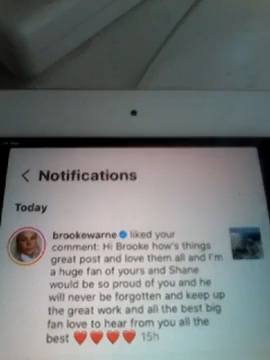 Notifications
Today
brookewarne liked your
comment: Hi Brooke how's things
great post and love them all and I'm
a huge fan of yours and Shane
would be so proud of you and he
will never be forgotten and keep up
the great work and all the best big
fan love to hear from you all the
best ❤️❤️❤️❤️ 15h